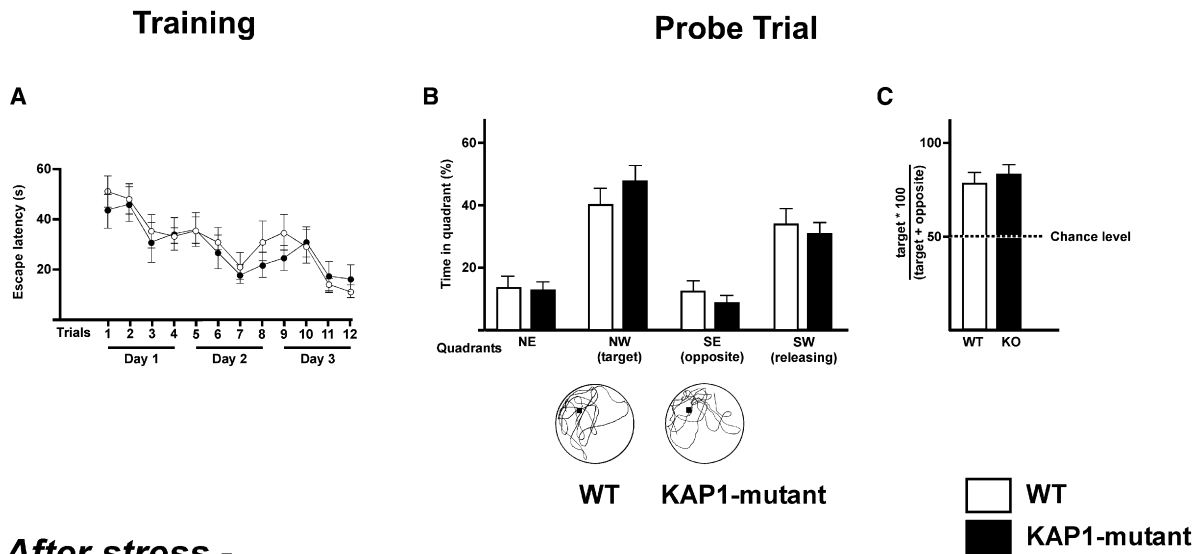 Training
Probe Trial
A
B
C
Escape latency (s)
60
40
20
Trials
1 2 3 4 5 6 7 8 9 10 11 12
Day 1 Day 2 Day 3
Time in quadrant (%)
60
40
20
Quadrants
NE NW SE SW
(target) (opposite) (releasing)
target * 100
(target + opposite)
100
50
Chance level
WT KO
WT KAP1-mutant
WT
KAP1-mutant
After stress -